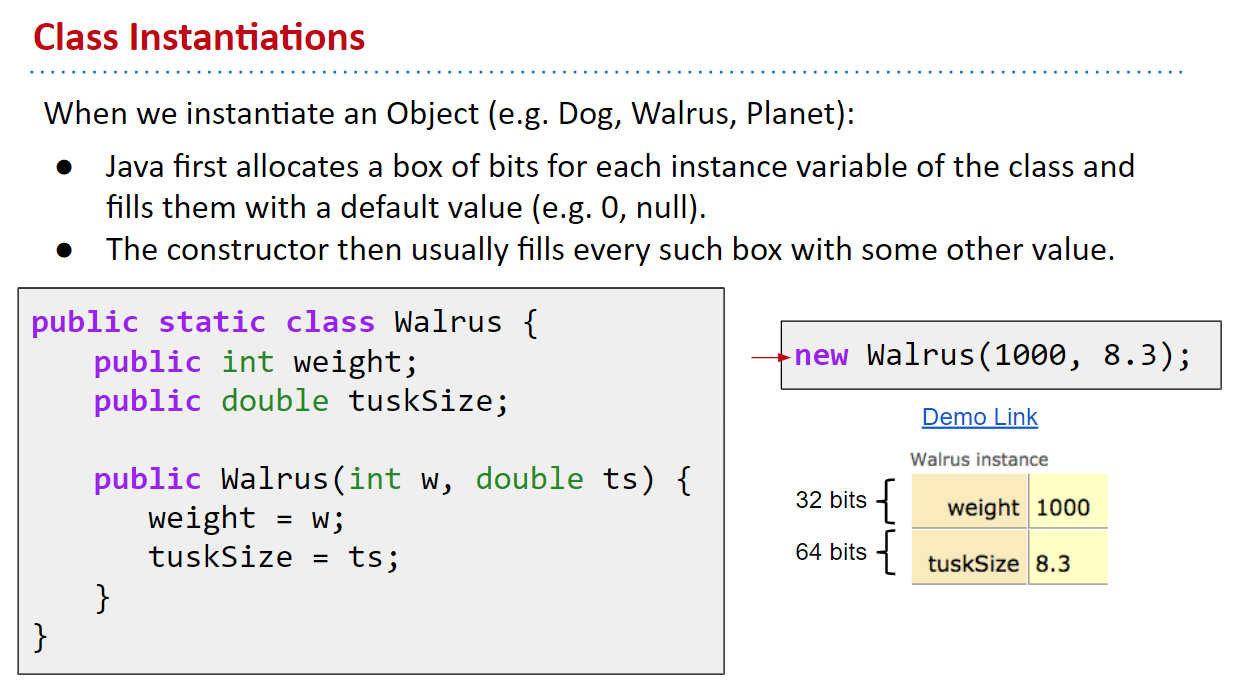 Class Instantiations
When we instantiate an Object (e.g. Dog, Walrus, Planet):
● Java first allocates a box of bits for each instance variable of the class and
fills them with a default value (e.g. 0, null).
● The constructor then usually fills every such box with some other value.
public static class Walrus {
public int weight;
public double tuskSize;
public Walrus(int w, double ts) {
weight = w;
tuskSize = ts;
}
}
new Walrus(1000, 8.3);
Demo Link
Walrus instance
32 bits { weight 1000
64 bits { tuskSize 8.3